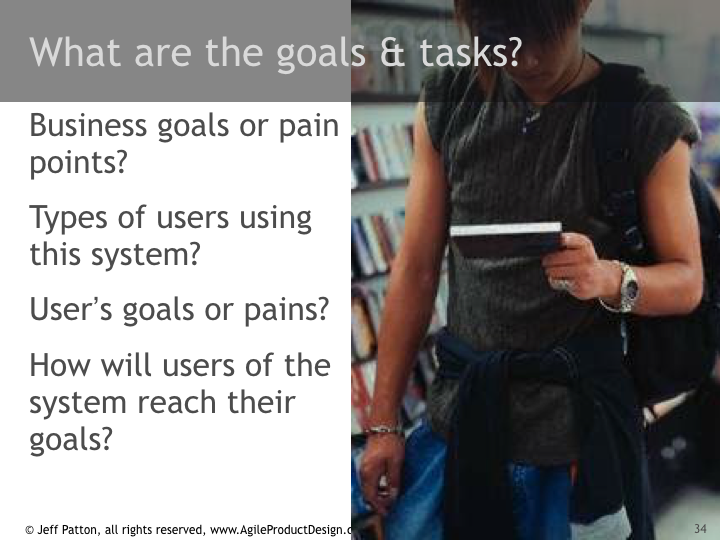 What are the goals & tasks?
Business goals or pain
points?
Types of users using
this system?
User’s goals or pains?
How will users of the
system reach their
goals?
© Jeff Patton, all rights reserved, www.AgileProductDesign.c
34